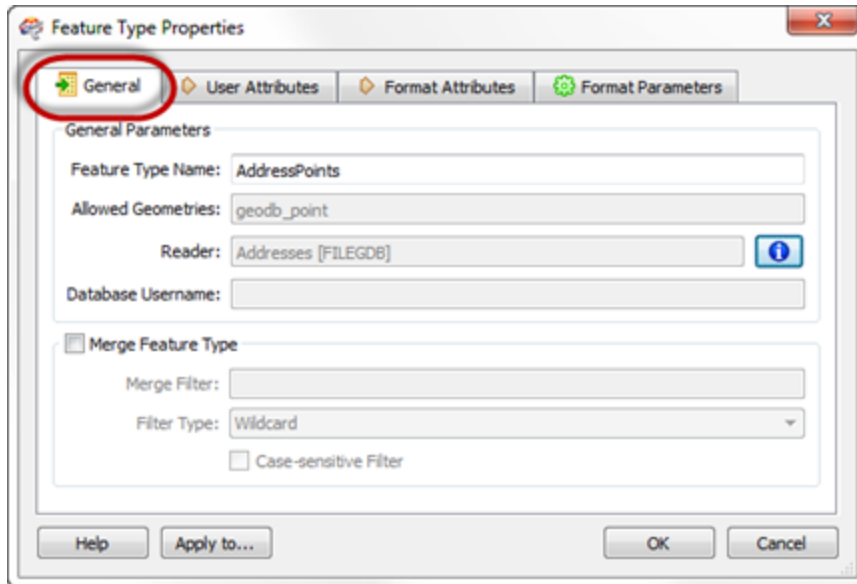 Feature Type Properties
General User Attributes Format Attributes Format Parameters
General Parameters
Feature Type Name: AddressPoints
Allowed Geometries: geodb_point
Reader: Addresses [FILEGDB]
Database Username:
Merge Feature Type
Merge Filter:
Filter Type: Wildcard
Case-sensitive Filter
Help Apply to... OK Cancel